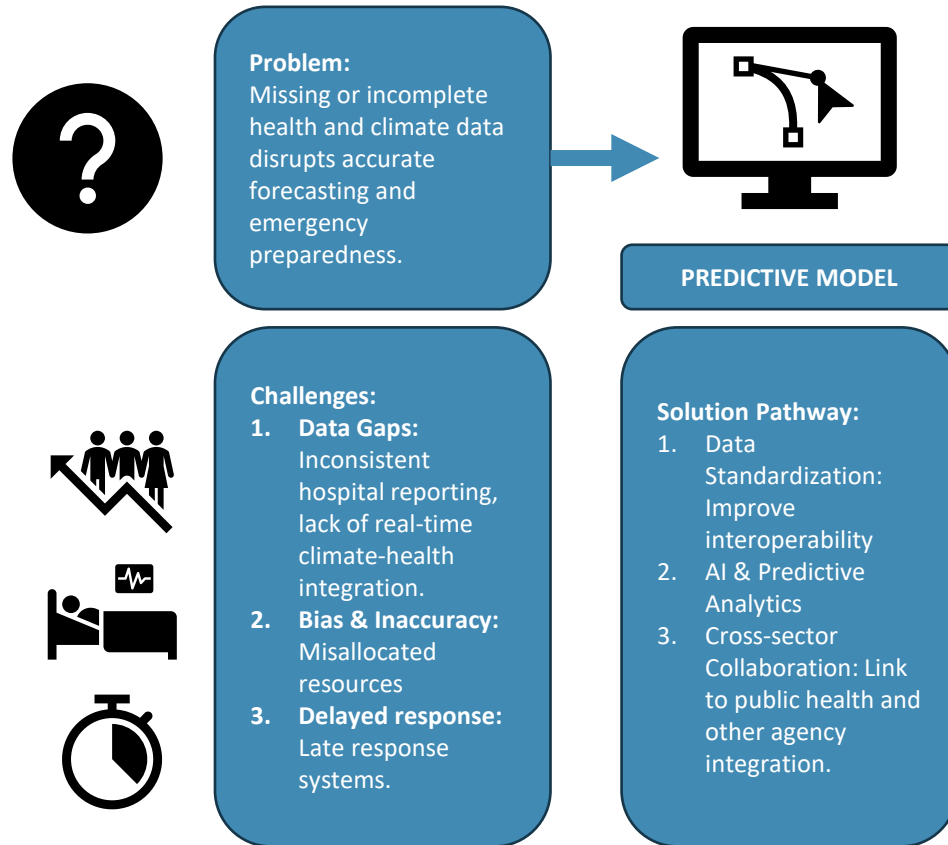 Problem:
Missing or incomplete
health and climate data
disrupts accurate
forecasting and
emergency
preparedness.
PREDICTIVE MODEL
Challenges:
1. Data Gaps:
Inconsistent
hospital reporting,
lack of real-time
climate-health
integration.
2. Bias & Inaccuracy:
Misallocated
resources
3. Delayed response:
Late response
systems.
Solution Pathway:
1. Data
Standardization:
Improve
interoperability
2. AI & Predictive
Analytics
3. Cross-sector
Collaboration: Link
to public health and
other agency
integration.